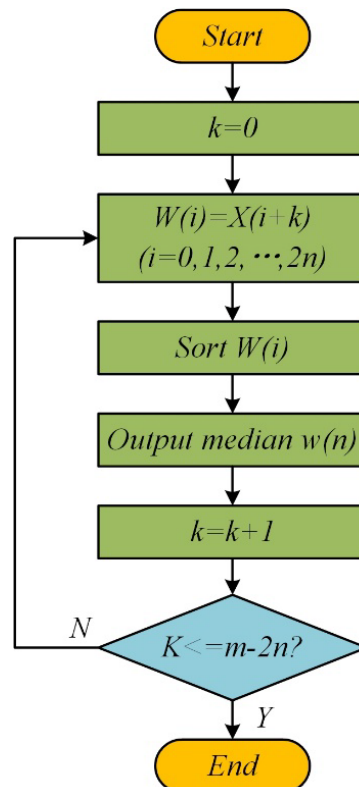 Start
k=0
W(i)=X(i+k)
(i=0,1,2,···,2n)
Sort W(i)
Output median w(n)
k=k+1
K<=m-2n?
N
Y
End